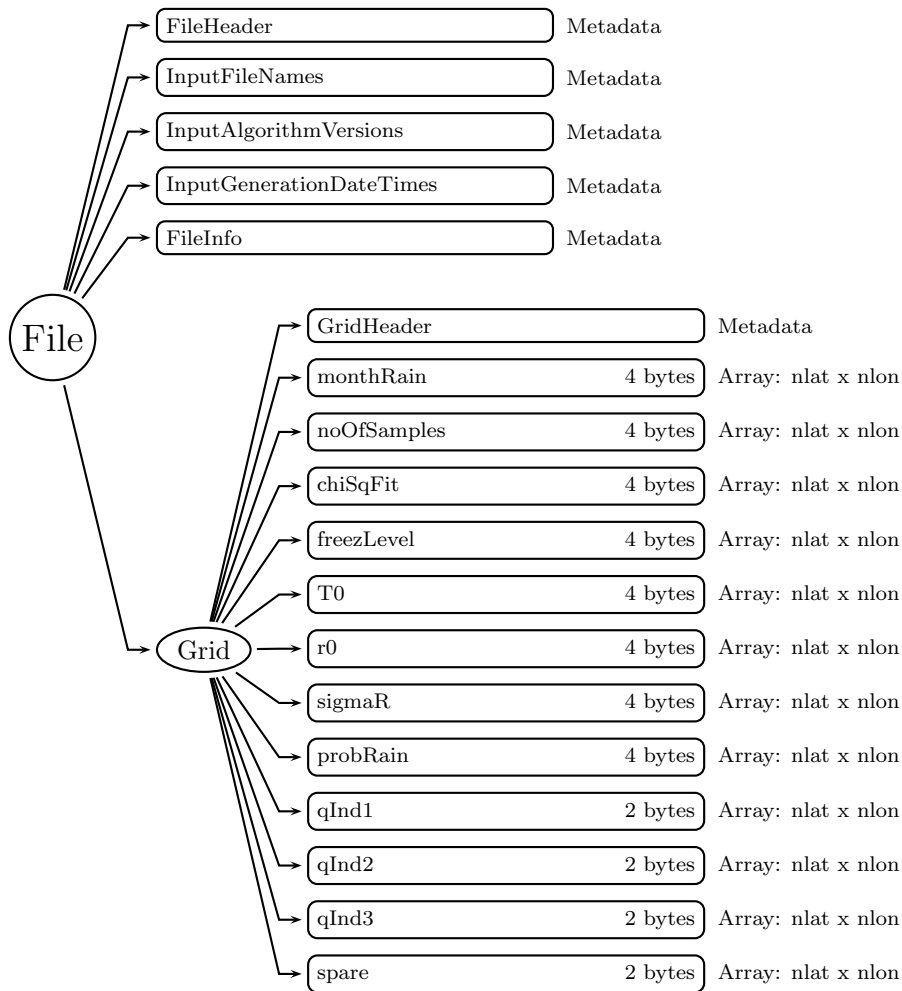 FileHeader Metadata
InputFileNames Metadata
InputAlgorithmVersions Metadata
InputGenerationDateTimes Metadata
FileInfo Metadata
File
GridHeader Metadata
monthRain 4 bytes Array: nlat x nlon
noOfSamples 4 bytes Array: nlat x nlon
chiSqFit 4 bytes Array: nlat x nlon
freezLevel 4 bytes Array: nlat x nlon
T0 4 bytes Array: nlat x nlon
Grid
r0 4 bytes Array: nlat x nlon
sigmaR 4 bytes Array: nlat x nlon
probRain 4 bytes Array: nlat x nlon
qInd1 2 bytes Array: nlat x nlon
qInd2 2 bytes Array: nlat x nlon
qInd3 2 bytes Array: nlat x nlon
spare 2 bytes Array: nlat x nlon